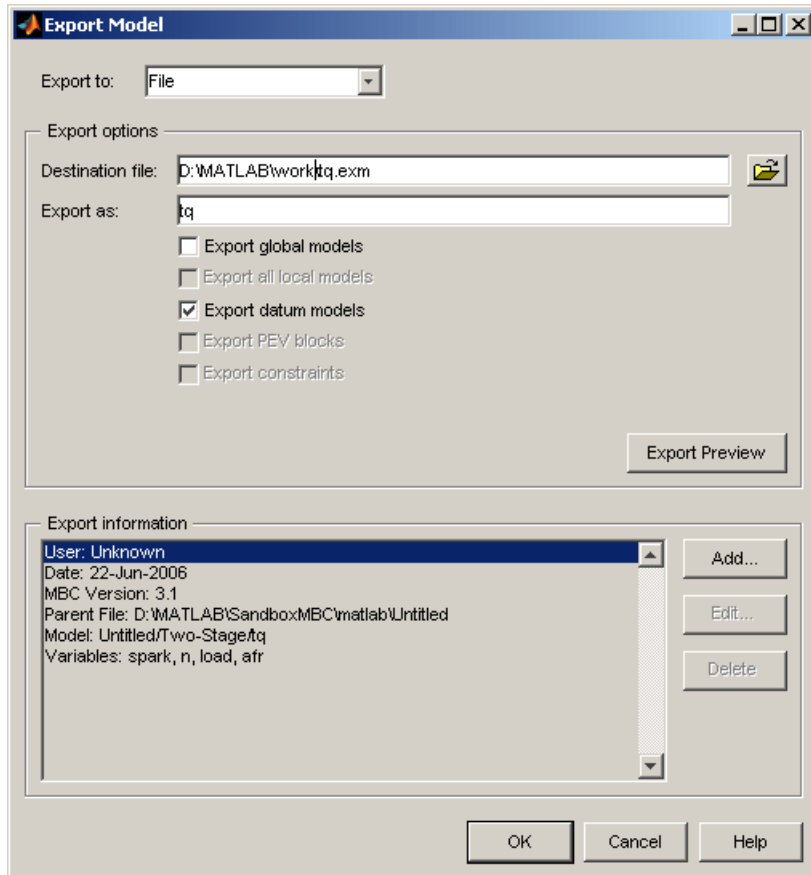 Export Model
Export to: File
Export options
Destination file: D:\MATLAB\work\tq.exm
Export as: tq
Export global models
Export all local models
Export datum models
Export PEV blocks
Export constraints
Export Preview
Export information
User: Unknown
Date: 22-Jun-2006
MBC Version: 3.1
Parent File: D:\MATLAB\SandboxMBC\matlab\Untitled
Model: Untitled/Two-Stage/tq
Variables: spark, n, load, afr
Add...
Edit...
Delete
OK Cancel Help